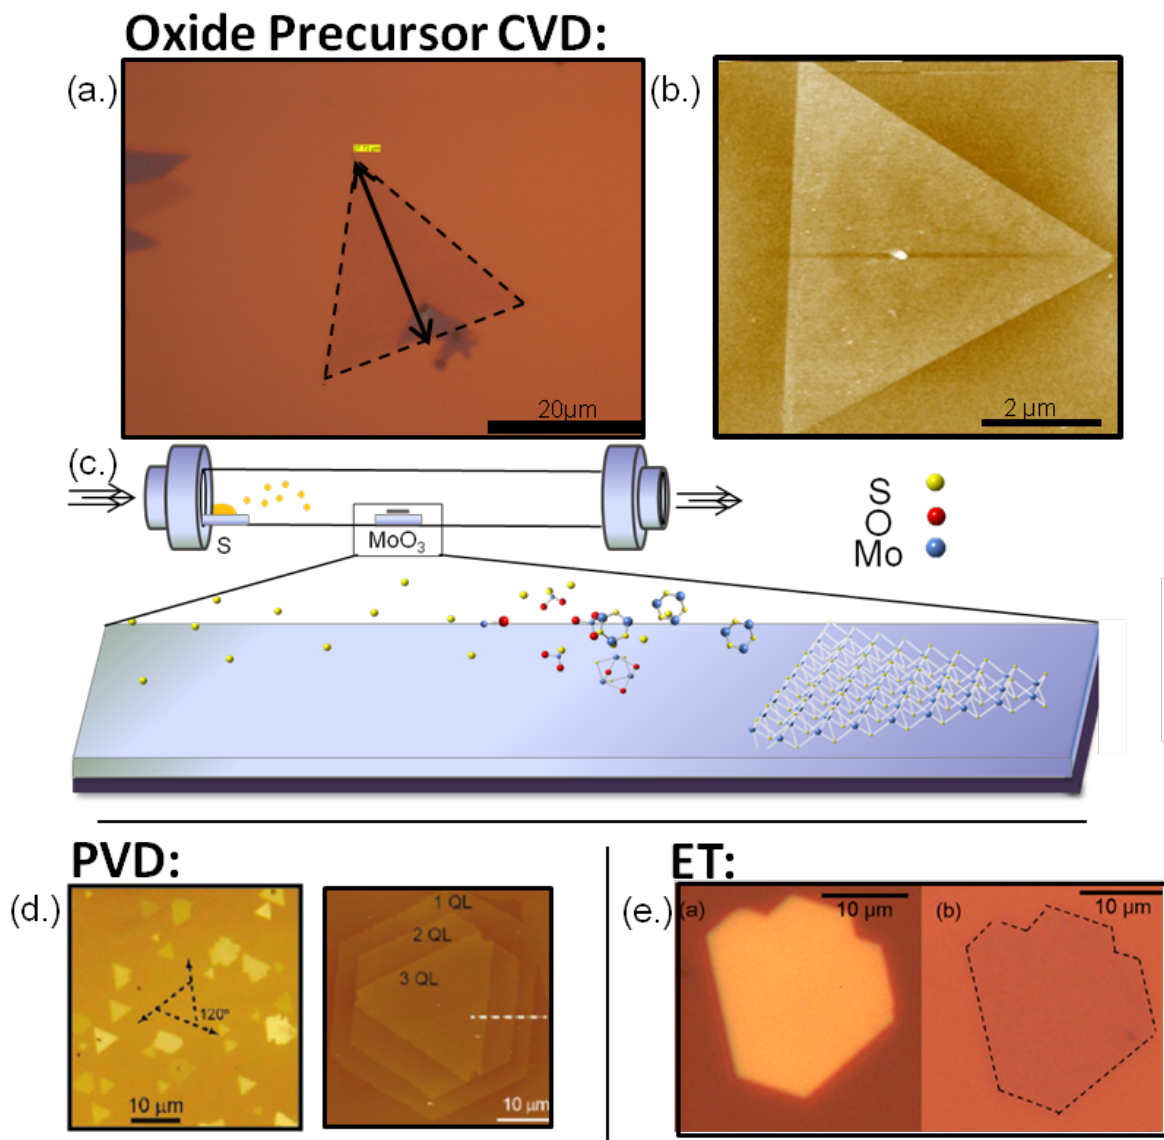 Oxide Precursor CVD:
(a.)
(b.)
20µm
2 µm
(c.)
S
MoO3
S
O
Mo
PVD:
ET:
(d.)
120°
10 µm
1 QL
2 QL
3 QL
10 µm
(e.)
(a)
10 µm
(b)
10 µm